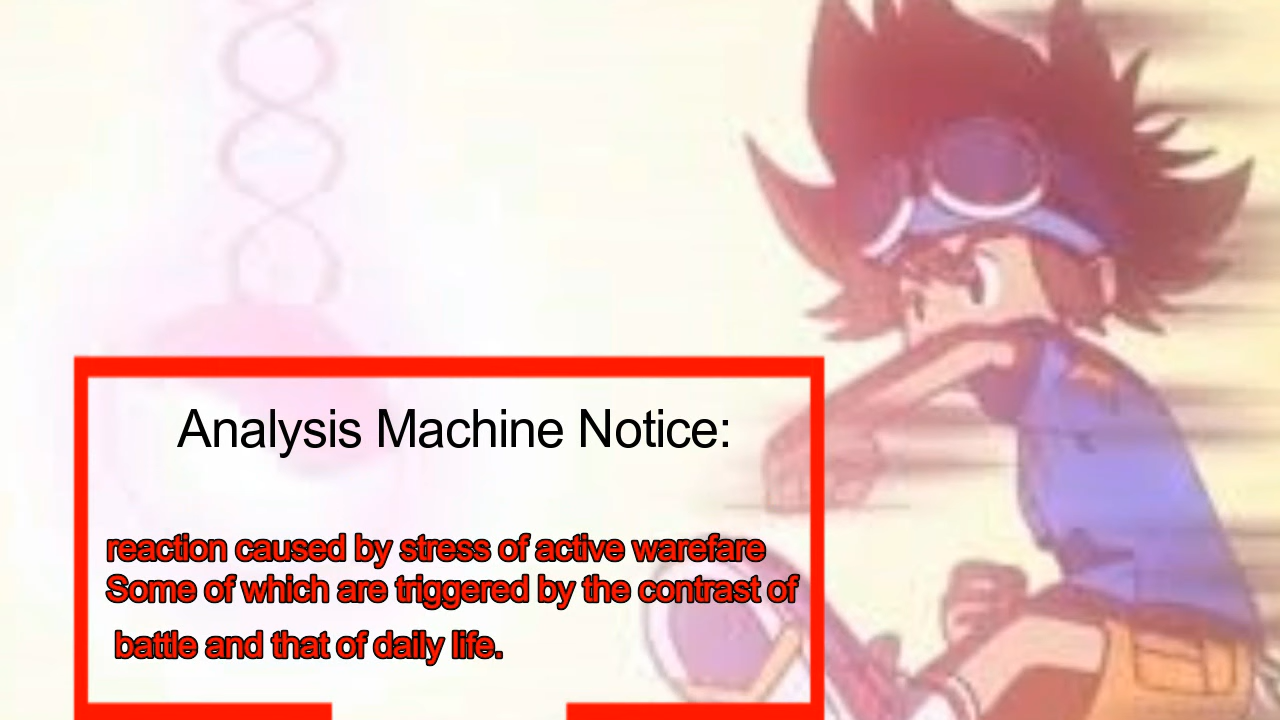 Analysis Machine Notice:
reaction caused by stress of active warefare
Some of which are triggered by the contrast of
battle and that of daily life.